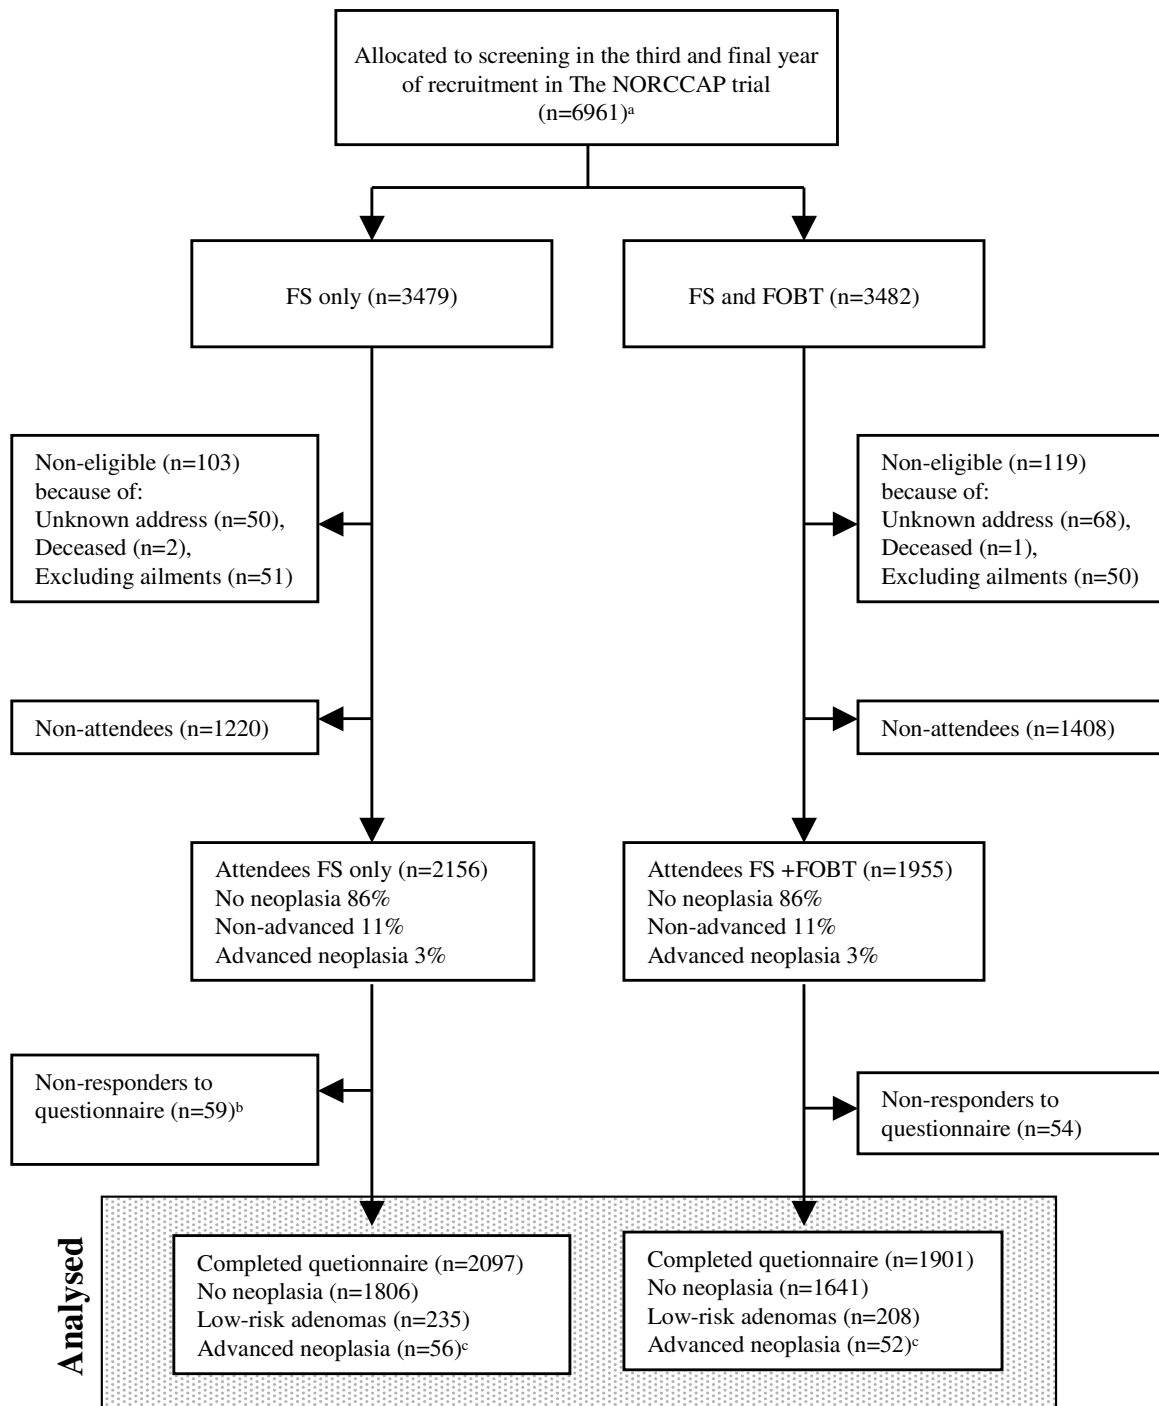 Allocated to screening in the third and final year
of recruitment in The NORCCAP trial
(n=6961)ᵃ
FS only (n=3479)
FS and FOBT (n=3482)
Non-eligible (n=103)
because of:
Unknown address (n=50),
Deceased (n=2),
Excluding ailments (n=51)
Non-eligible (n=119)
because of:
Unknown address (n=68),
Deceased (n=1),
Excluding ailments (n=50)
Non-attendees (n=1220)
Non-attendees (n=1408)
Attendees FS only (n=2156)
No neoplasia 86%
Non-advanced 11%
Advanced neoplasia 3%
Attendees FS +FOBT (n=1955)
No neoplasia 86%
Non-advanced 11%
Advanced neoplasia 3%
Non-responders to
questionnaire (n=59)ᵇ
Non-responders to
questionnaire (n=54)
Analysed
Completed quetionnaire (n=2097)
No neoplasia (n=1806)
Low-risk adenomas (n=235)
Advanced neoplasia (n=56)ᶜ
Completed quetionnaire (n=1901)
No neoplasia (n=1641)
Low-risk adenomas (n=208)
Advanced neoplasia (n=52)ᶜ